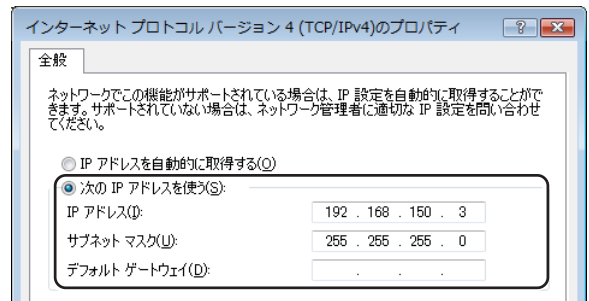 インターネット プロトコル バージョン 4 (TCP/IPv4)のプロパティ
全般
ネットワークでこの機能がサポートされている場合は、IP 設定を自動的に取得することがで
きます。サポートされていない場合は、ネットワーク管理者に適切な IP 設定を問い合わせ
てください。
IP アドレスを自動的に取得する(O)
次の IP アドレスを使う(S):
IP アドレス(I): 192 . 168 . 150 . 3
サブネット マスク(U): 255 . 255 . 255 . 0
デフォルト ゲートウェイ(D): . . .